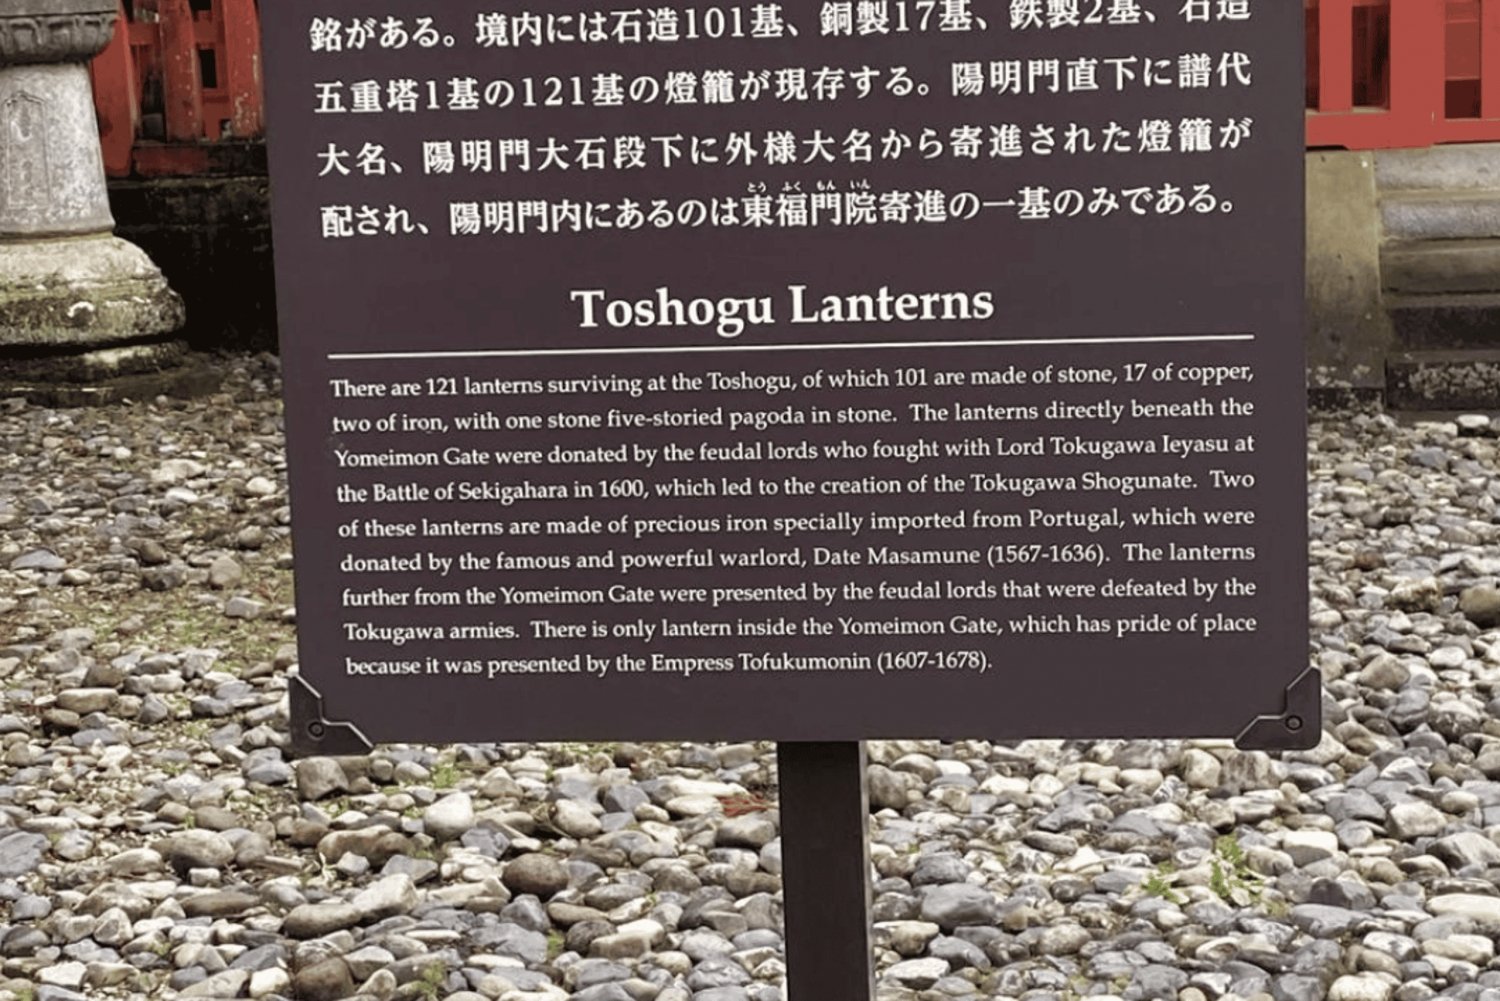 銘がある。境内には石造101基、銅製17基、鉄製2基、石造
五重塔1基の121基の燈籠が現存する。陽明門直下に譜代
大名、陽明門大石段下に外様大名から寄進された燈籠が
とう ふく もん いん
配され、陽明門内にあるのは東福門院寄進の一基のみである。
Toshogu Lanterns
There are 121 lanterns surviving at the Toshogu, of which 101 are made of stone, 17 of copper,
two of iron, with one stone five-storied pagoda in stone. The lanterns directly beneath the
Yomeimon Gate were donated by the feudal lords who fought with Lord Tokugawa Ieyasu at
the Battle of Sekigahara in 1600, which led to the creation of the Tokugawa Shogunate. Two
of these lanterns are made of precious iron specially imported from Portugal, which were
donated by the famous and powerful warlord, Date Masamune (1567-1636). The lanterns
further from the Yomeimon Gate were presented by the feudal lords that were defeated by the
Tokugawa armies. There is only lantern inside the Yomeimon Gate, which has pride of place
because it was presented by the Empress Tofukumonin (1607-1678).